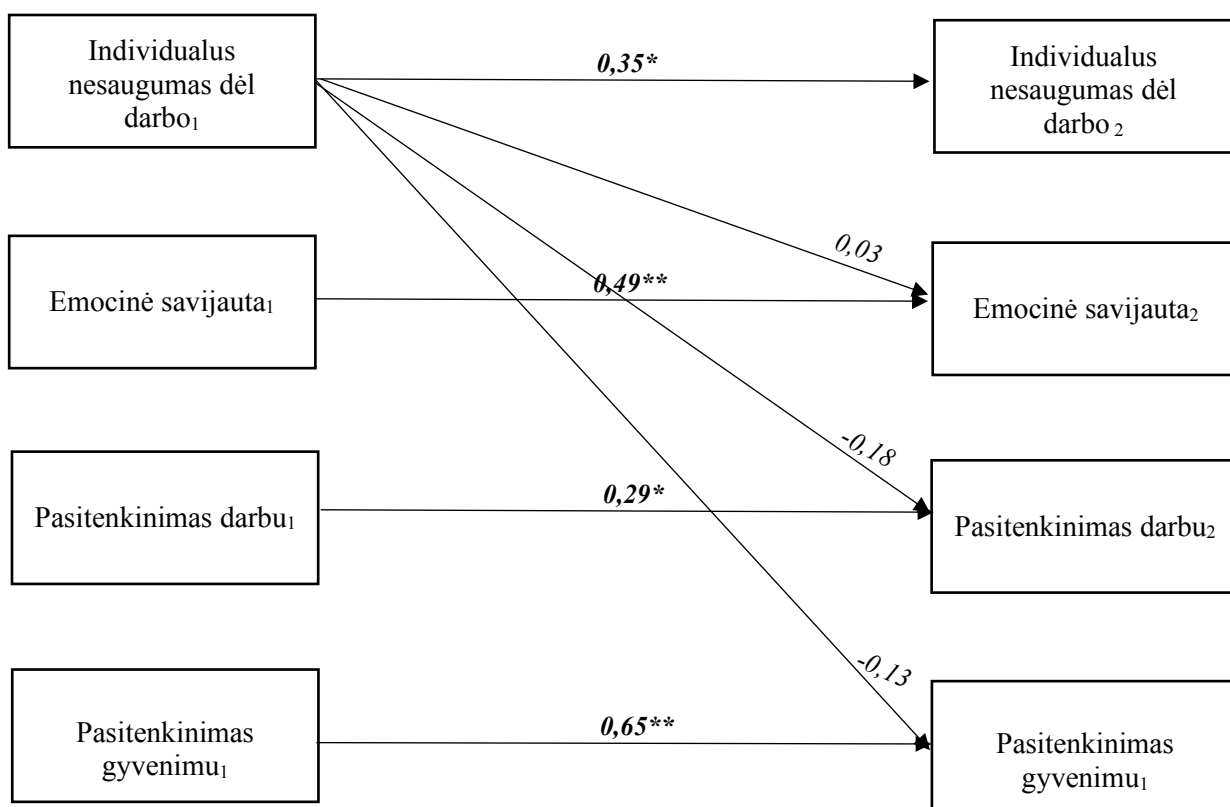 Individualus
nesaugumas dėl
darbo₁
0,35*
Individualus
nesaugumas dėl
darbo ₂
0,03
Emocinė savijauta₁
0,49**
Emocinė savijauta₂
-0,18
Pasitenkinimas darbu₁
0,29*
Pasitenkinimas darbu₂
-0,13
Pasitenkinimas
gyvenimu₁
0,65**
Pasitenkinimas
gyvenimu₁